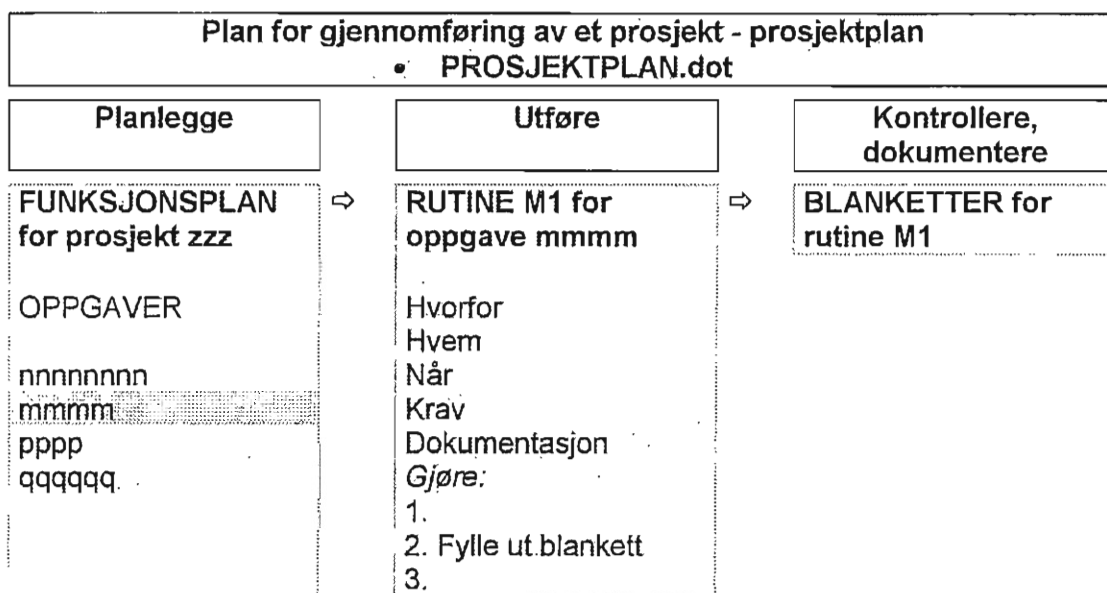 Plan for gjennomføring av et prosjekt - prosjektplan
• PROSJEKTPLAN.dot
Planlegge
Utføre
Kontrollere,
dokumentere
FUNKSJONSPLAN
for prosjekt zzz
OPPGAVER
nnnnnnnnn
mmmm
pppp
qqqqqq
⇨
RUTINE M1 for
oppgave mmmm
Hvorfor
Hvem
Når
Krav
Dokumentasjon
Gjøre:
1.
2. Fylle ut blankett
3.
⇨
BLANKETTER for
rutine M1